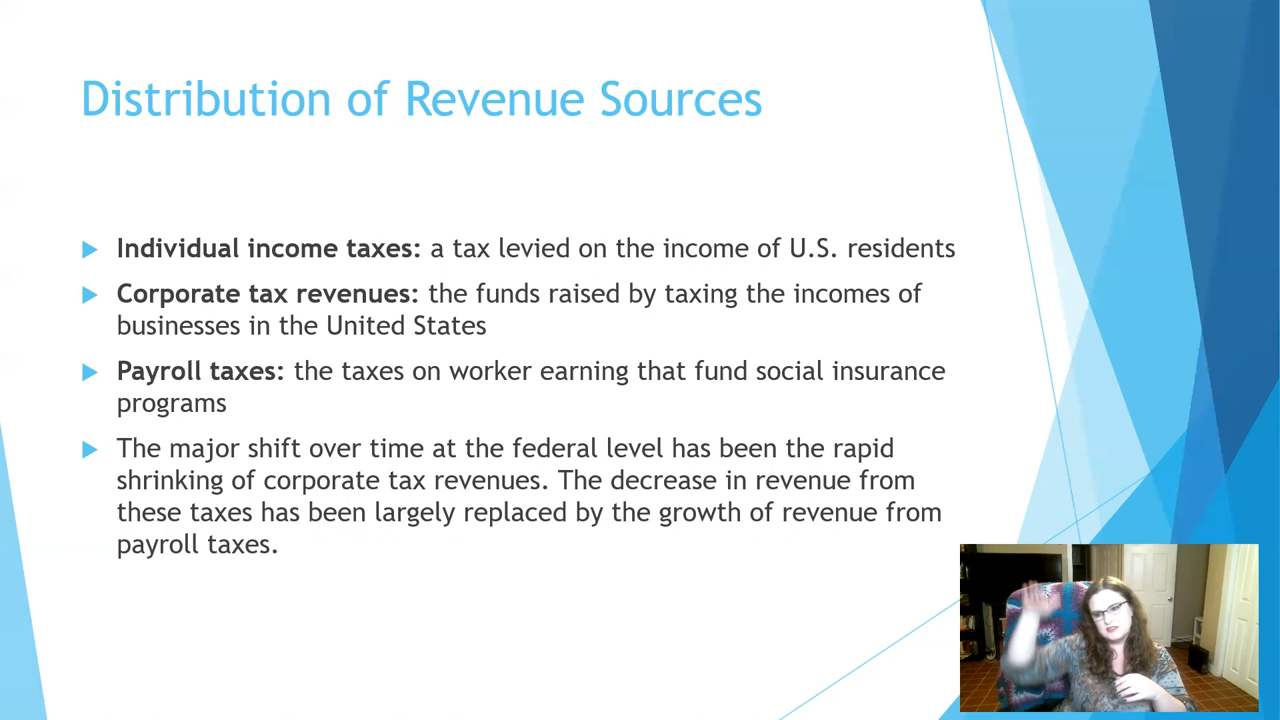 Distribution of Revenue Sources
Individual income taxes: a tax levied on the income of U.S. residents
Corporate tax revenues: the funds raised by taxing the incomes of
businesses in the United States
Payroll taxes: the taxes on worker earning that fund social insurance
programs
The major shift over time at the federal level has been the rapid
shrinking of corporate tax revenues. The decrease in revenue from
these taxes has been largely replaced by the growth of revenue from
payroll taxes.